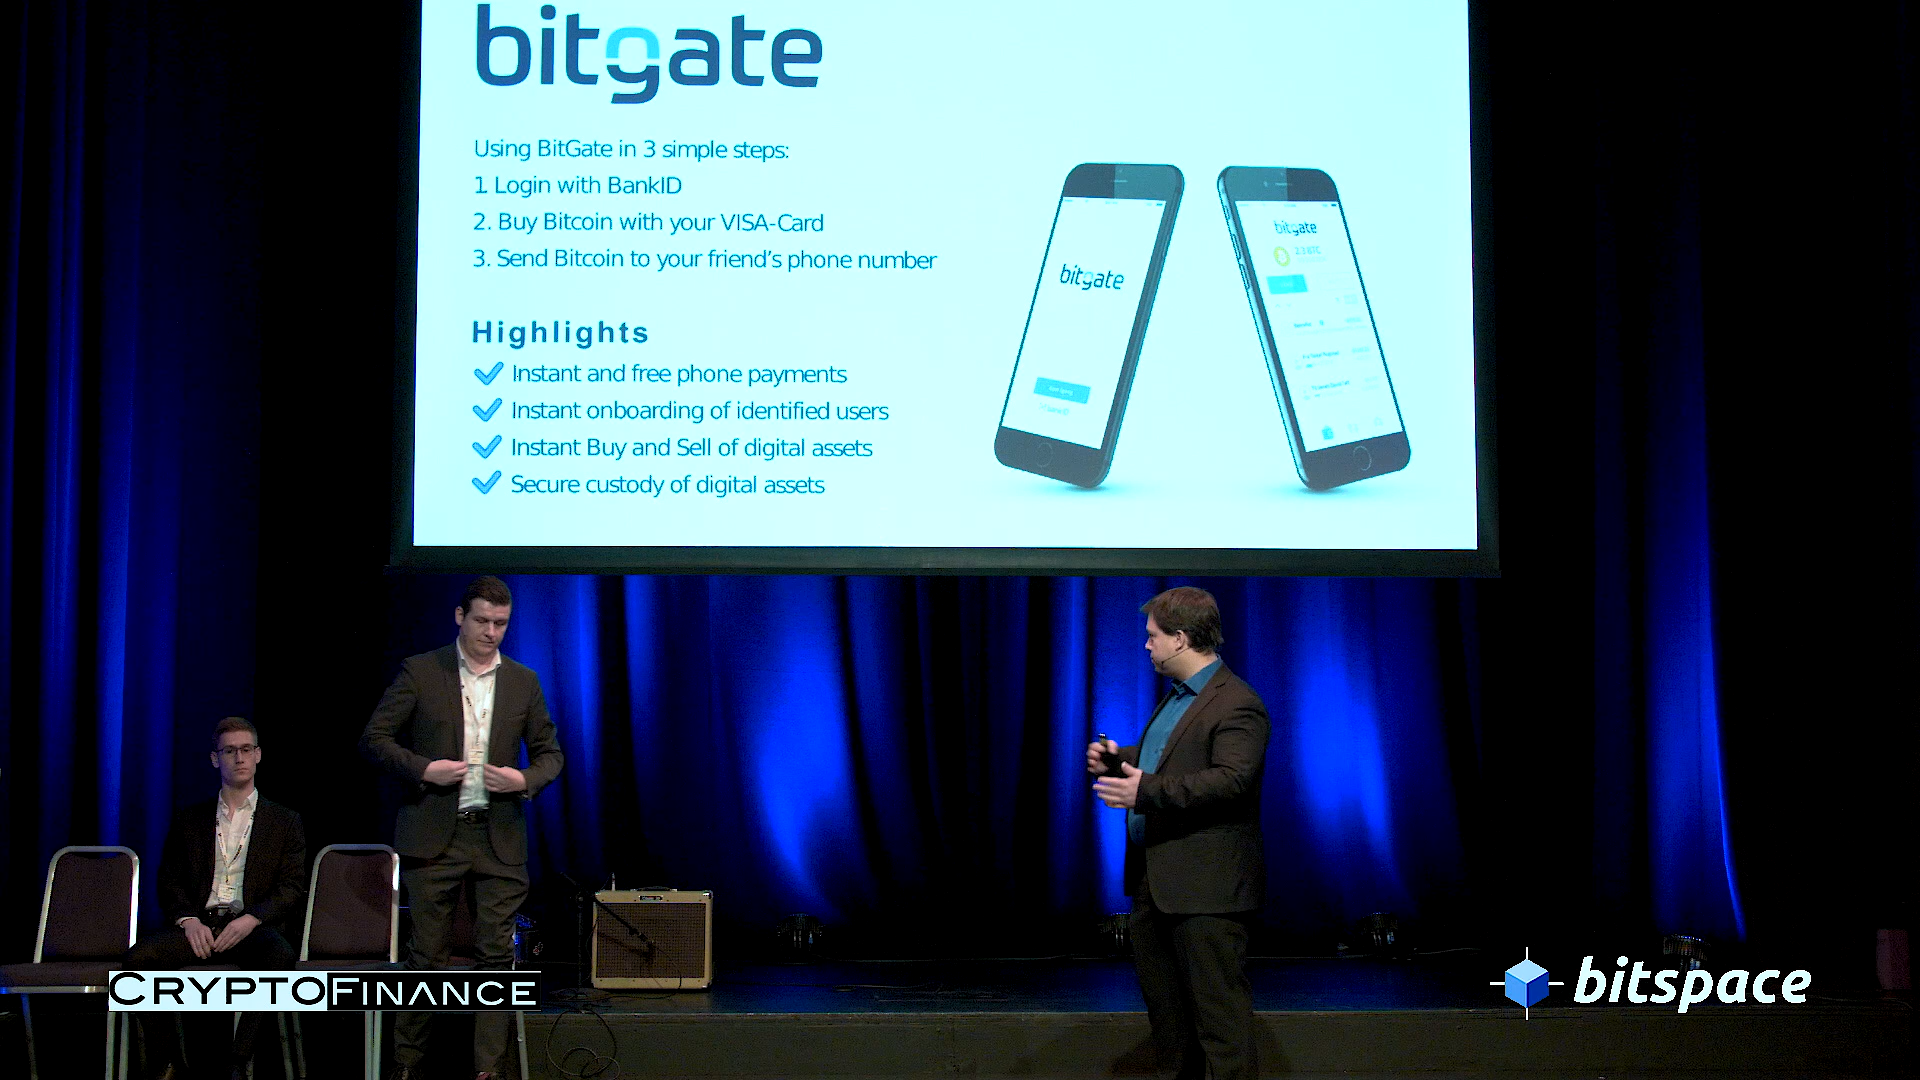 bitgate
Using BitGate in 3 simple steps:
1. Login with BankID
2. Buy Bitcoin with your VISA-Card
3. Send Bitcoin to your friend's phone number
Highlights
Instant and free phone payments
Instant onboarding of identified users
Instant Buy and Sell of digital assets
Secure custody of digital assets
bitgate
bitgate
CRYPTOFINANCE
bitspace